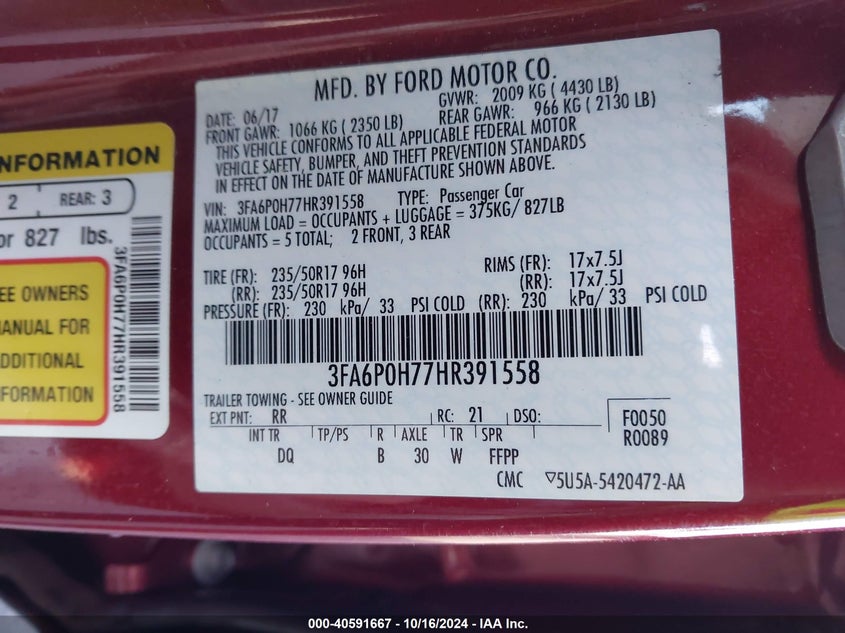 MFD. BY FORD MOTOR CO.
DATE: 06/17
GVWR: 2009 KG ( 4430 LB)
FRONT GAWR: 1066 KG ( 2350 LB)
REAR GAWR: 966 KG ( 2130 LB)
THIS VEHICLE CONFORMS TO ALL APPLICABLE FEDERAL MOTOR
VEHICLE SAFETY, BUMPER, AND THEFT PREVENTION STANDARDS
IN EFFECT ON THE DATE OF MANUFACTURE SHOWN ABOVE.
VIN: 3FA6P0H77HR391558 TYPE: Passenger Car
MAXIMUM LOAD = OCCUPANTS + LUGGAGE = 375KG/ 827LB
OCCUPANTS = 5 TOTAL; 2 FRONT, 3 REAR
TIRE (FR): 235/50R17 96H RIMS (FR): 17x7.5J
(RR): 235/50R17 96H (RR): 17x7.5J
PRESSURE (FR): 230 kPa/ 33 PSI COLD (RR): 230 kPa/ 33 PSI COLD
3FA6P0H77HR391558
TRAILER TOWING - SEE OWNER GUIDE
EXT PNT: RR RC: 21 DSO:
F0050
R0089
INT TR TP/PS R AXLE TR SPR
DQ B 30 W FFPP
CMC 5U5A-5420472-AA
NFORMATION
2 REAR: 3
or 827 lbs.
EE OWNERS
MANUAL FOR
DDITIONAL
NFORMATION
3FA6P0H77HR391558
000-40591667 - 10/16/2024 - IAA Inc.